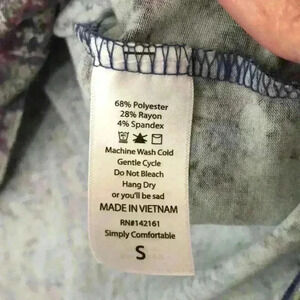 68% Polyester
28% Rayon
4% Spandex
Machine Wash Cold
Gentle Cycle
Do Not Bleach
Hang Dry
or you'll be sad
MADE IN VIETNAM
RN#142161
Simply Comfortable
S